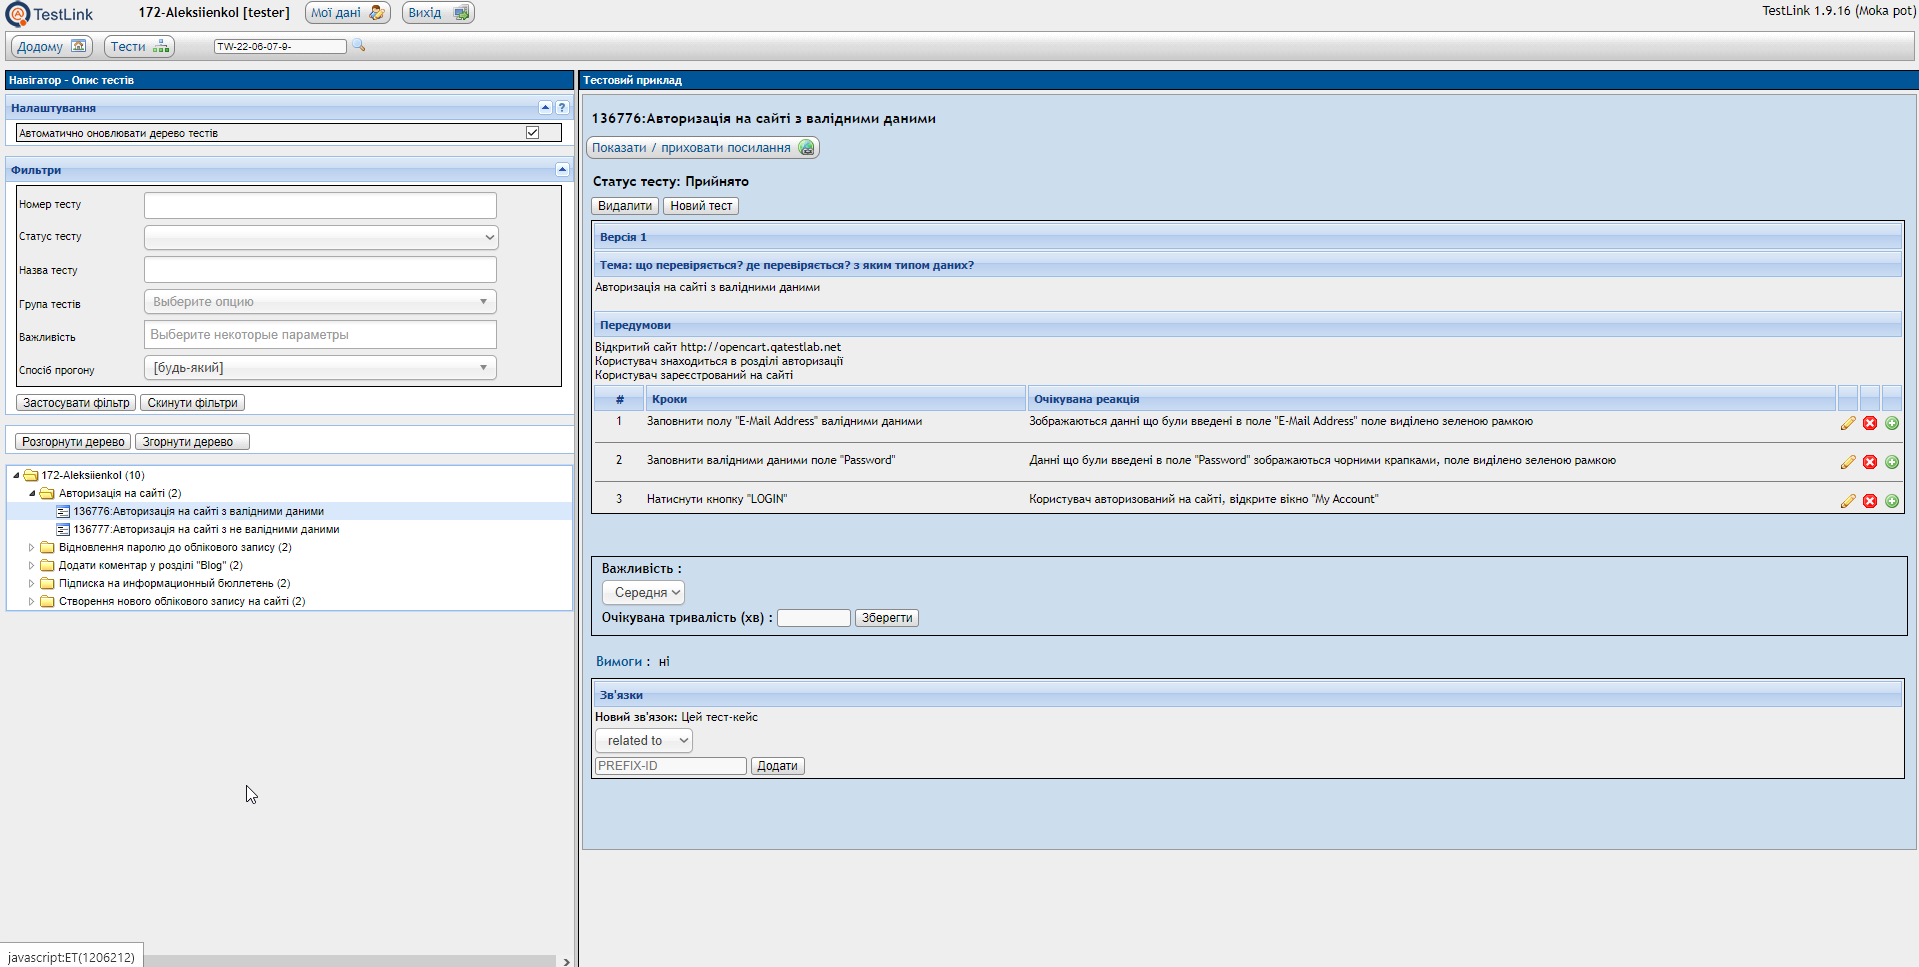 TestLink
172-Aleksiienkol [tester]
Мої дані
Вихід
TestLink 1.9.16 (Moka pot)
Додому
Тести
TW-22-06-07-9-
Навігатор - Опис тестів
Налаштування
?
Автоматично оновлювати дерево тестів
Фильтри
Номер тесту
Статус тесту
Назва тесту
Група тестів
Выберите опцию
Важливість
Выберите некоторые параметры
Спосіб прогону
[будь-який]
Застосувати фільтр
Скинути фільтри
Розгорнути дерево
Згорнути дерево
172-Aleksiienkol (10)
Авторизація на сайті (2)
136776:Авторизація на сайті з валідними даними
136777:Авторизація на сайті з не валідними даними
Відновлення паролю до облікового запису (2)
Додати коментар у розділі "Blog" (2)
Підписка на информационный бюллетень (2)
Створення нового облікового запису на сайті (2)
javascript:ET(1206212)
Тестовий приклад
136776:Авторизація на сайті з валідними даними
Показати / приховати посилання
Статус тесту: Прийнято
Видалити
Новий тест
Версія 1
Тема: що перевіряється? де перевіряється? з яким типом даних?
Авторизація на сайті з валідними даними
Передумови
Відкритий сайт http://opencart.qatestlab.net
Користувач знаходиться в розділі авторизації
Користувач зареєстрований на сайті
# Кроки Очікувана реакція
1 Заповнити полу "E-Mail Address" валідними даними Зображаються данні що були введені в поле "E-Mail Address" поле виділено зеленою рамкою
2 Заповнити валідними даними поле "Password" Данні що були введені в поле "Password" зображаються чорними крапками, поле виділено зеленою рамкою
3 Натиснути кнопку "LOGIN" Користувач авторизований на сайті, відкрите вікно "My Account"
Важливість :
Середня
Очікувана тривалість (хв) :
Зберегти
Вимоги : ні
Зв'язки
Новий зв'язок: Цей тест-кейс
related to
PREFIX-ID
Додати